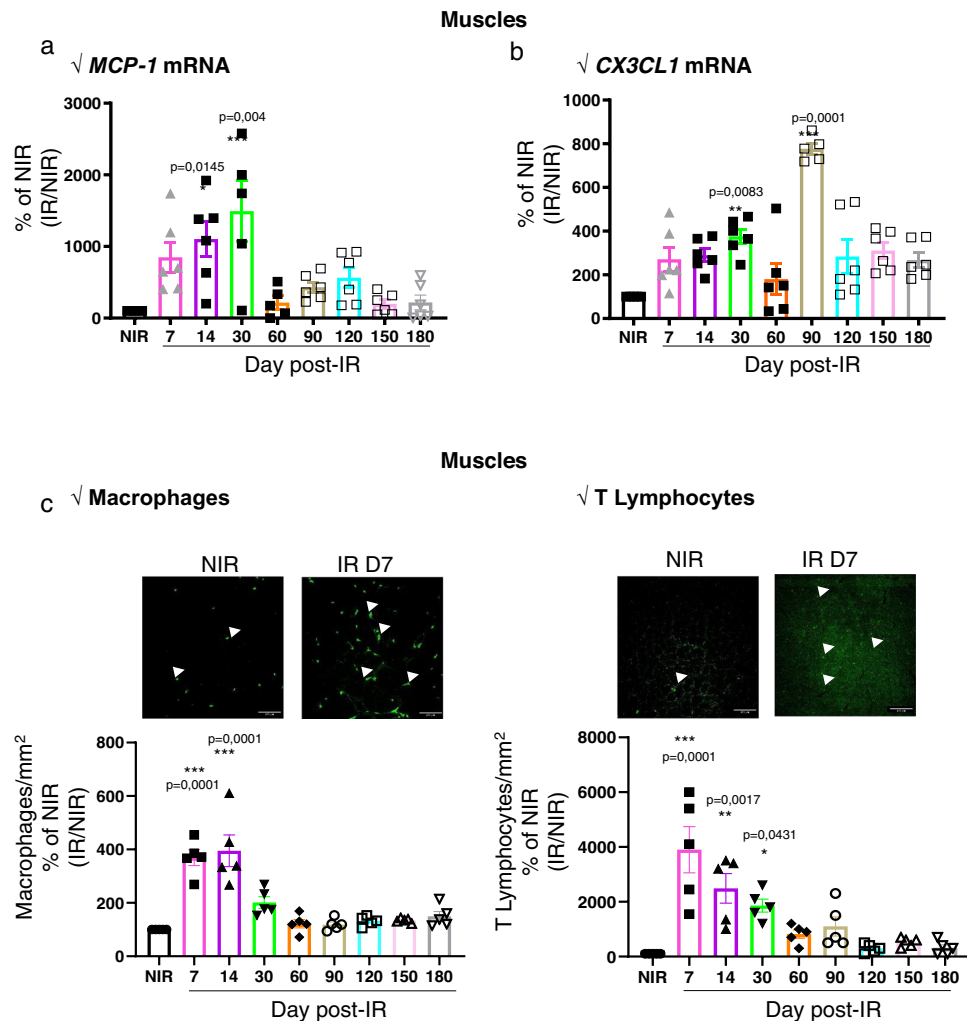 Muscles
a
√ MCP-1 mRNA
% of NIR
(IR/NIR)
3000
2000
1000
0
p=0,0145
*
p=0,004
***
NIR 7 14 30 60 90 120 150 180
Day post-IR
b
√ CX3CL1 mRNA
% of NIR
(IR/NIR)
1000
800
600
400
200
0
p=0,0083
**
p=0,0001
***
NIR 7 14 30 60 90 120 150 180
Day post-IR
Muscles
c
√ Macrophages
NIR
IR D7
Macrophages/mm²
% of NIR
(IR/NIR)
800
600
400
200
0
***
p=0,0001
p=0,0001
***
NIR 7 14 30 60 90 120 150 180
Day post-IR
√ T Lymphocytes
NIR
IR D7
T Lymphocytes/mm²
% of NIR
(IR/NIR)
8000
6000
4000
2000
0
***
p=0,0001
p=0,0017
**
p=0,0431
*
NIR 7 14 30 60 90 120 150 180
Day post-IR